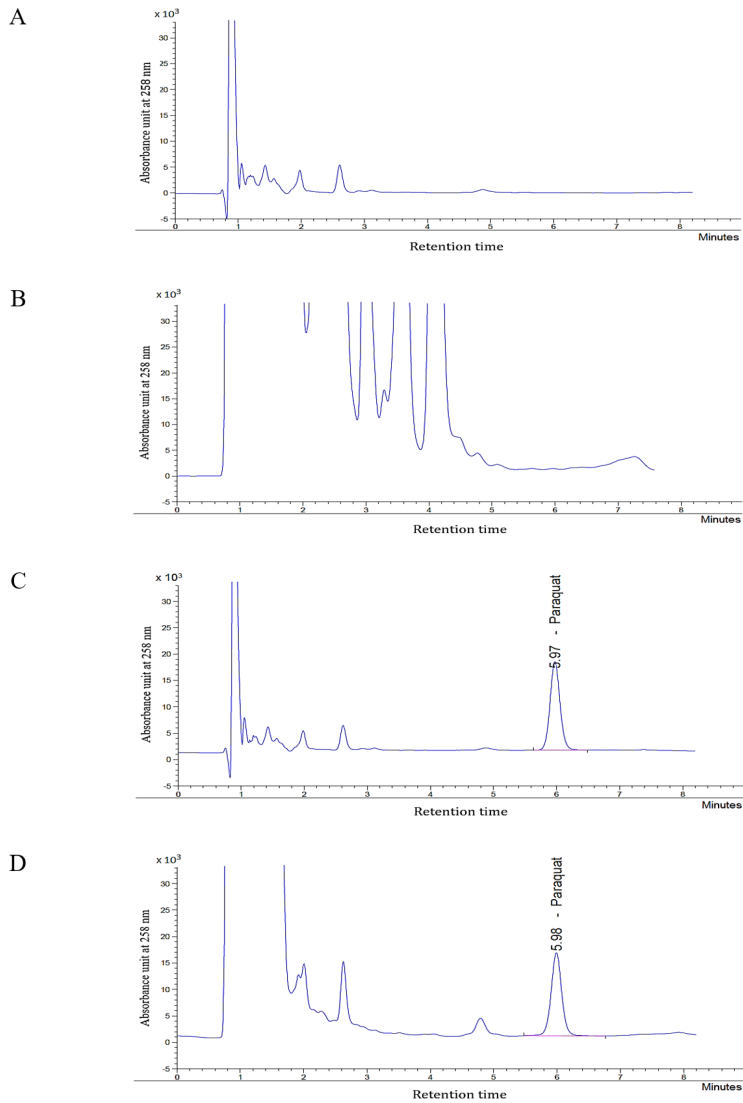 A
x 10³
Absorbance unit at 258 nm
30
25
20
15
10
5
0
-5
0 1 2 3 4 5 6 7 8
Minutes
Retention time
B
x 10³
Absorbance unit at 258 nm
30
25
20
15
10
5
0
-5
0 1 2 3 4 5 6 7 8
Minutes
Retention time
C
x 10³
Absorbance unit at 258 nm
30
25
20
15
10
5
0
-5
5.97 - Paraquat
0 1 2 3 4 5 6 7 8
Minutes
Retention time
D
x 10³
Absorbance unit at 258 nm
30
25
20
15
10
5
0
-5
5.98 - Paraquat
0 1 2 3 4 5 6 7 8
Minutes
Retention time